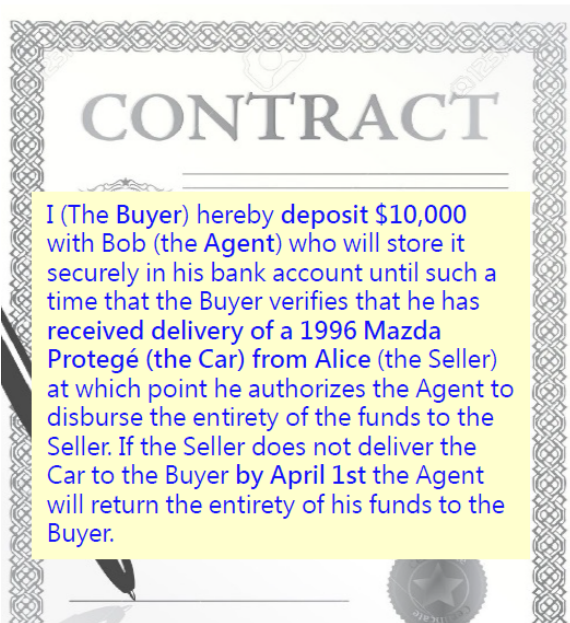 CONTRACT
I (The Buyer) hereby deposit $10,000
with Bob (the Agent) who will store it
securely in his bank account until such a
time that the Buyer verifies that he has
received delivery of a 1996 Mazda
Protegé (the Car) from Alice (the Seller)
at which point he authorizes the Agent to
disburse the entirety of the funds to the
Seller. If the Seller does not deliver the
Car to the Buyer by April 1st the Agent
will return the entirety of his funds to the
Buyer.
Certificate